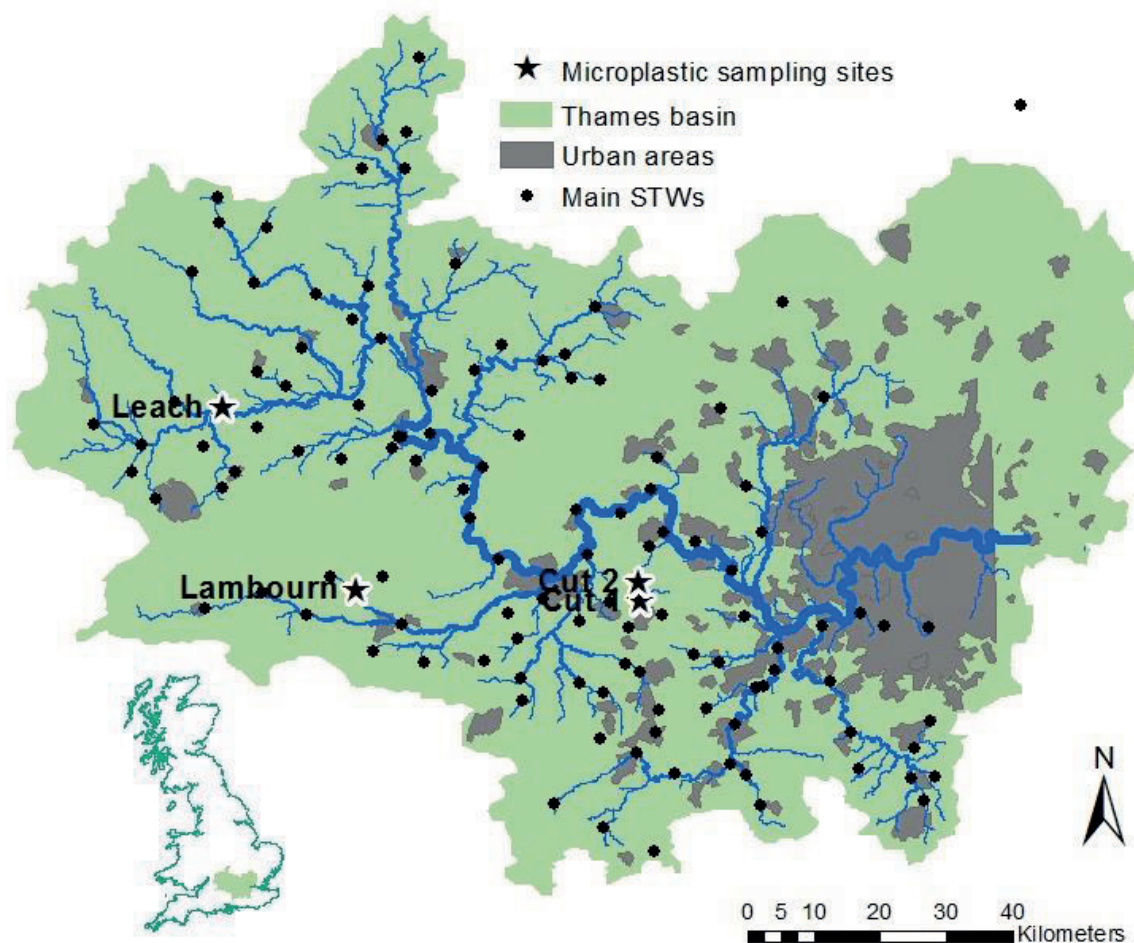 Microplastic sampling sites
Thames basin
Urban areas
Main STWs
Leach
Lambourn
Cut 2
Cut 1
N
0 5 10 20 30 40
Kilometers